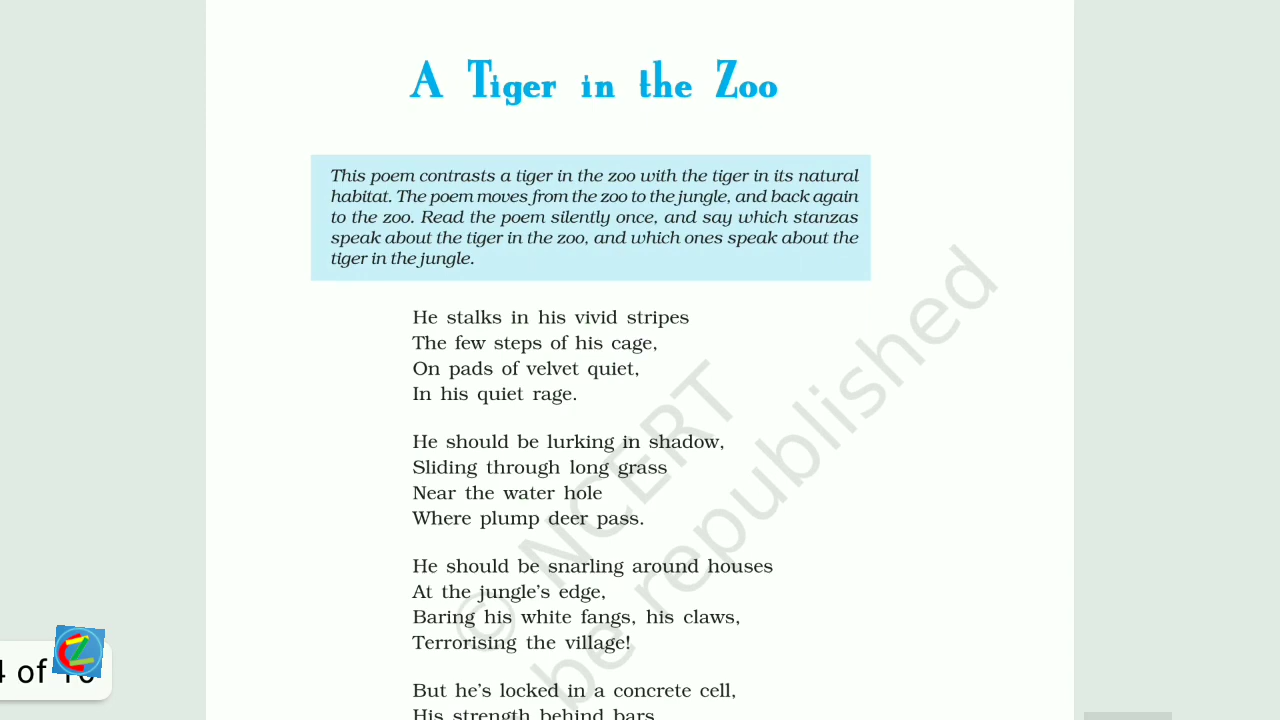 A Tiger in the Zoo
This poem contrasts a tiger in the zoo with the tiger in its natural
habitat. The poem moves from the zoo to the jungle, and back again
to the zoo. Read the poem silently once, and say which stanzas
speak about the tiger in the zoo, and which ones speak about the
tiger in the jungle.
He stalks in his vivid stripes
The few steps of his cage,
On pads of velvet quiet,
In his quiet rage.
He should be lurking in shadow,
Sliding through long grass
Near the water hole
Where plump deer pass.
He should be snarling around houses
At the jungle's edge,
Baring his white fangs, his claws,
Terrorising the village!
But he's locked in a concrete cell,
His strength behind bars
© NCERT
be republished
4 of